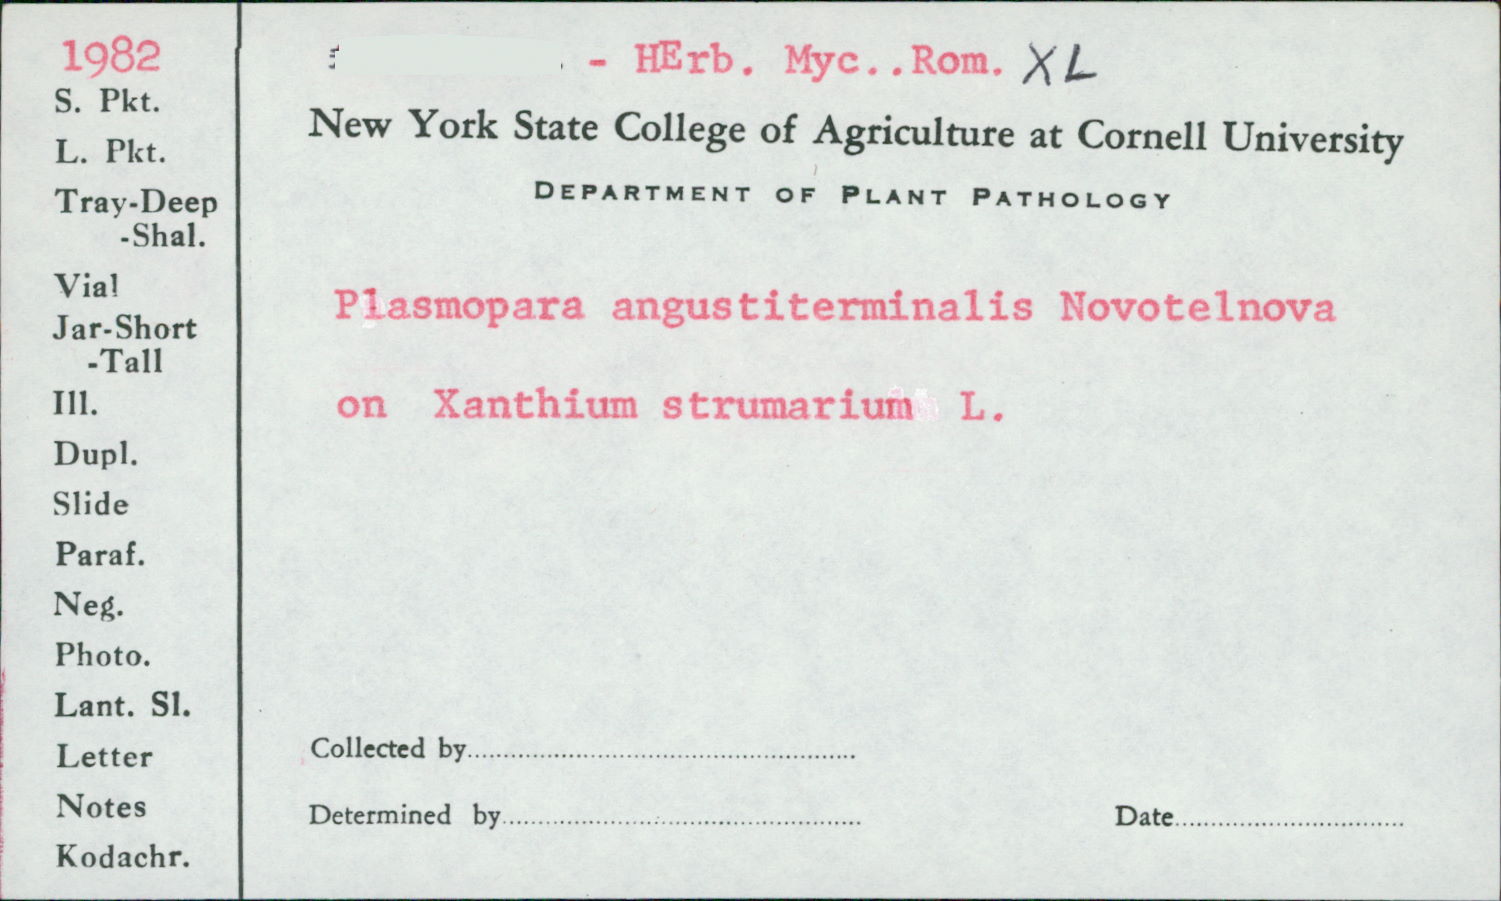 1982
S. Pkt.
L. Pkt.
Tray-Deep
-Shal.
Vial
Jar-Short
-Tall
Ill.
Dupl.
Slide
Paraf.
Neg.
Photo.
Lant. Sl.
Letter
Notes
Kodachr.
- HErb. Myc..Rom. XL
New York State College of Agriculture at Cornell University
DEPARTMENT OF PLANT PATHOLOGY
Plasmopara angustiterminalis Novotelnova
on Xanthium strumarium L.
Collected by
Determined by
Date